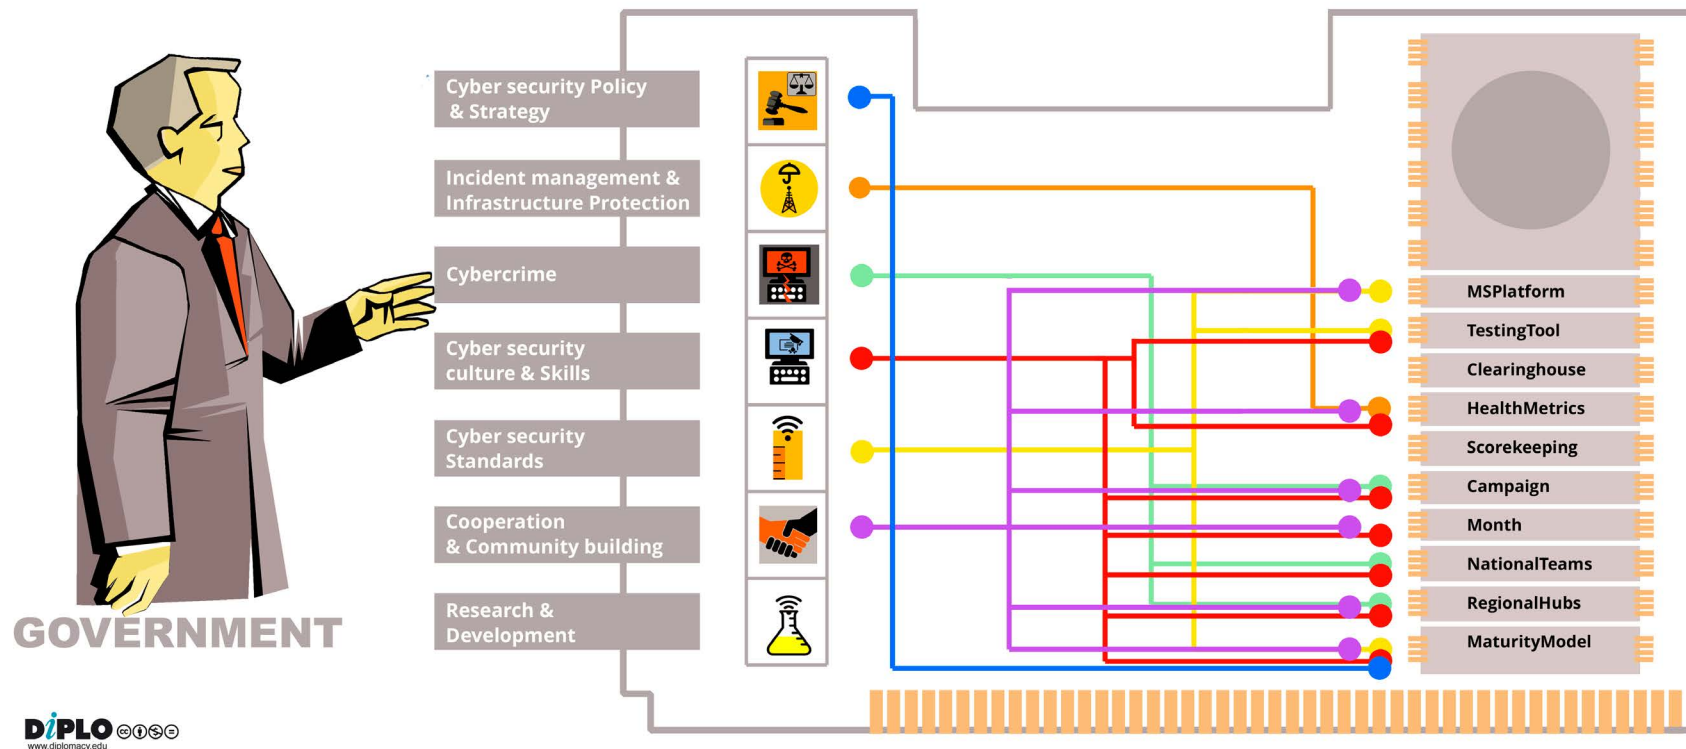 Cyber security Policy
& Strategy
Incident management &
Infrastructure Protection
Cybercrime
Cyber security
culture & Skills
Cyber security
Standards
Cooperation
& Community building
Research &
Development
GOVERNMENT
MSPlatform
TestingTool
Clearinghouse
HealthMetrics
Scorekeeping
Campaign
Month
NationalTeams
RegionalHubs
MaturityModel
DiPLO
www.diplomacy.edu